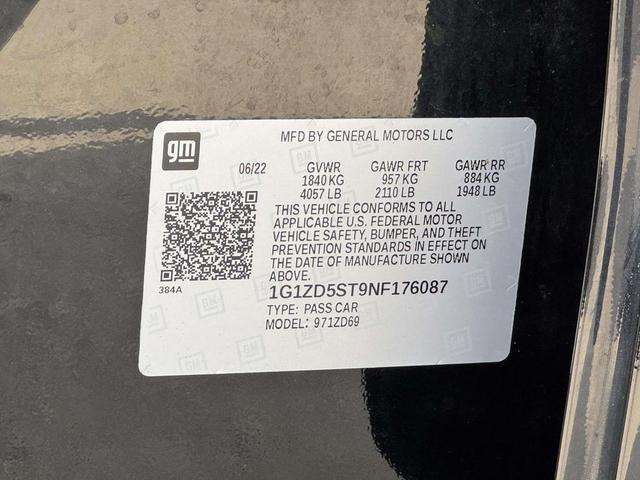 MFD BY GENERAL MOTORS LLC
gm
06/22 GVWR GAWR FRT GAWR RR
1840 KG 957 KG 884 KG
4057 LB 2110 LB 1948 LB
THIS VEHICLE CONFORMS TO ALL
APPLICABLE U.S. FEDERAL MOTOR
VEHICLE SAFETY, BUMPER, AND THEFT
PREVENTION STANDARDS IN EFFECT ON
THE DATE OF MANUFACTURE SHOWN
ABOVE.
384A
1G1ZD5ST9NF176087
TYPE: PASS CAR
MODEL: 971ZD69